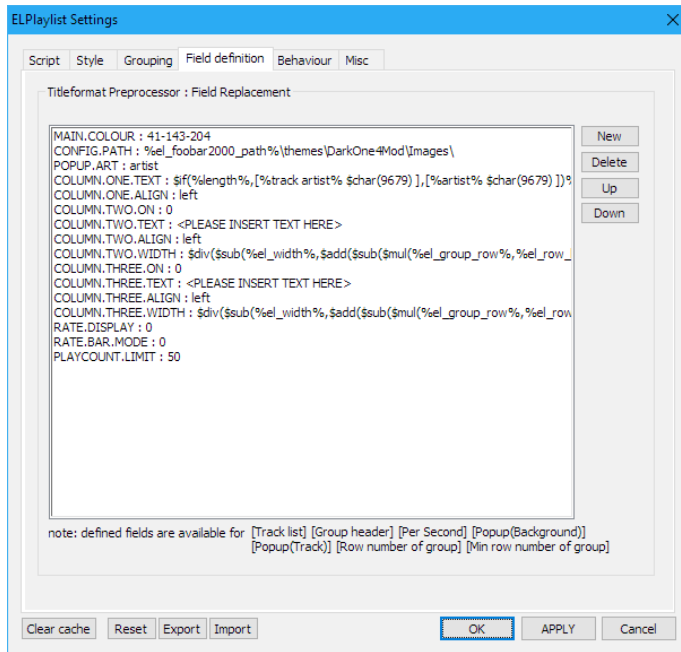 ELPlaylist Settings
Script Style Grouping Field definition Behaviour Misc
Titleformat Preprocessor : Field Replacement
MAIN.COLOUR : 41-143-204
CONFIG.PATH : %el_foobar2000_path%\themes\DarkOne4Mod\Images\
POPUP.ART : artist
COLUMN.ONE.TEXT : $if(%length%,[%track artist% $char(9679) ],[%artist% $char(9679) ])%
COLUMN.ONE.ALIGN : left
COLUMN.TWO.ON : 0
COLUMN.TWO.TEXT : <PLEASE INSERT TEXT HERE>
COLUMN.TWO.ALIGN : left
COLUMN.TWO.WIDTH : $div($sub(%el_width%,$add($sub($mul(%el_group_row%,%el_row_
COLUMN.THREE.ON : 0
COLUMN.THREE.TEXT : <PLEASE INSERT TEXT HERE>
COLUMN.THREE.ALIGN : left
COLUMN.THREE.WIDTH : $div($sub(%el_width%,$add($sub($mul(%el_group_row%,%el_row
RATE.DISPLAY : 0
RATE.BAR.MODE : 0
PLAYCOUNT.LIMIT : 50
New
Delete
Up
Down
note: defined fields are available for [Track list] [Group header] [Per Second] [Popup(Background)]
[Popup(Track)] [Row number of group] [Min row number of group]
Clear cache Reset Export Import OK APPLY Cancel